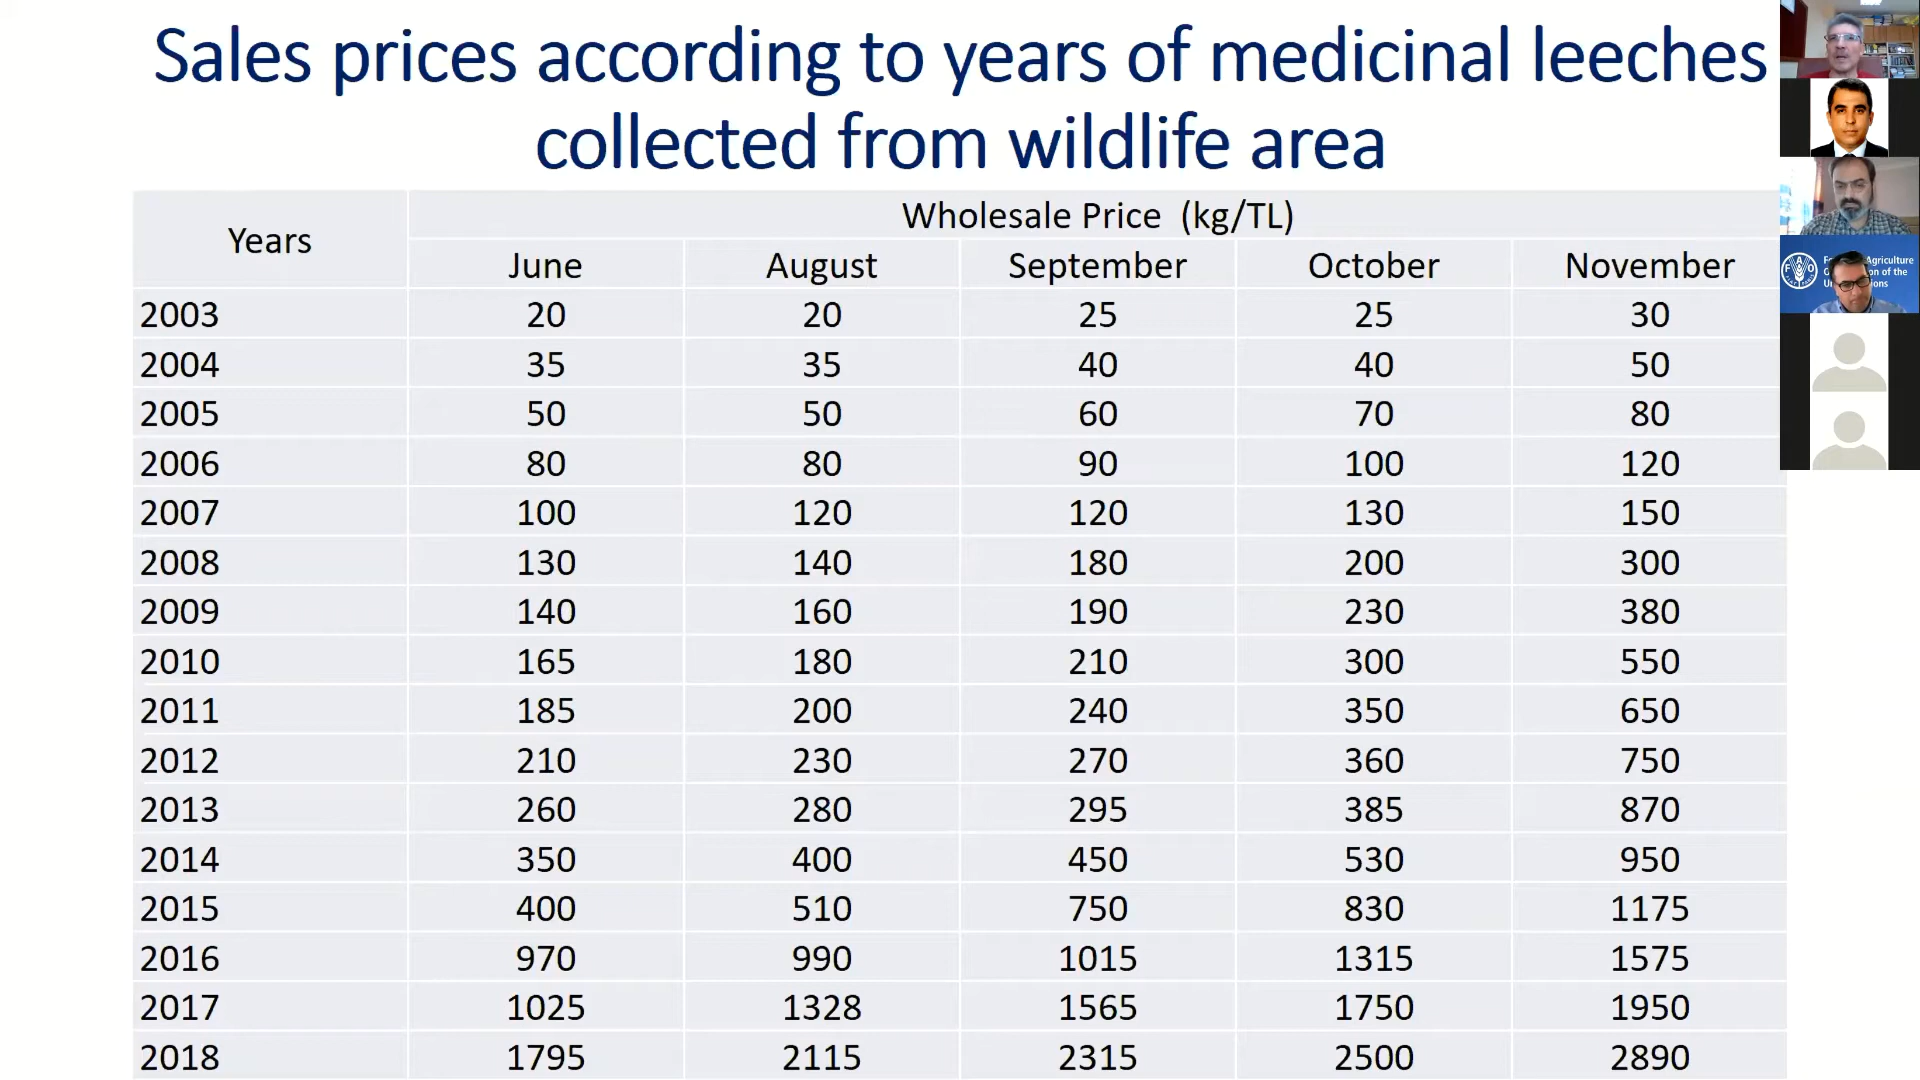 Sales prices according to years of medicinal leeches
collected from wildlife area
Years
Wholesale Price (kg/TL)
June August September October November
2003 20 20 25 25 30
2004 35 35 40 40 50
2005 50 50 60 70 80
2006 80 80 90 100 120
2007 100 120 120 130 150
2008 130 140 180 200 300
2009 140 160 190 230 380
2010 165 180 210 300 550
2011 185 200 240 350 650
2012 210 230 270 360 750
2013 260 280 295 385 870
2014 350 400 450 530 950
2015 400 510 750 830 1175
2016 970 990 1015 1315 1575
2017 1025 1328 1565 1750 1950
2018 1795 2115 2315 2500 2890
FAO
Agriculture
of the